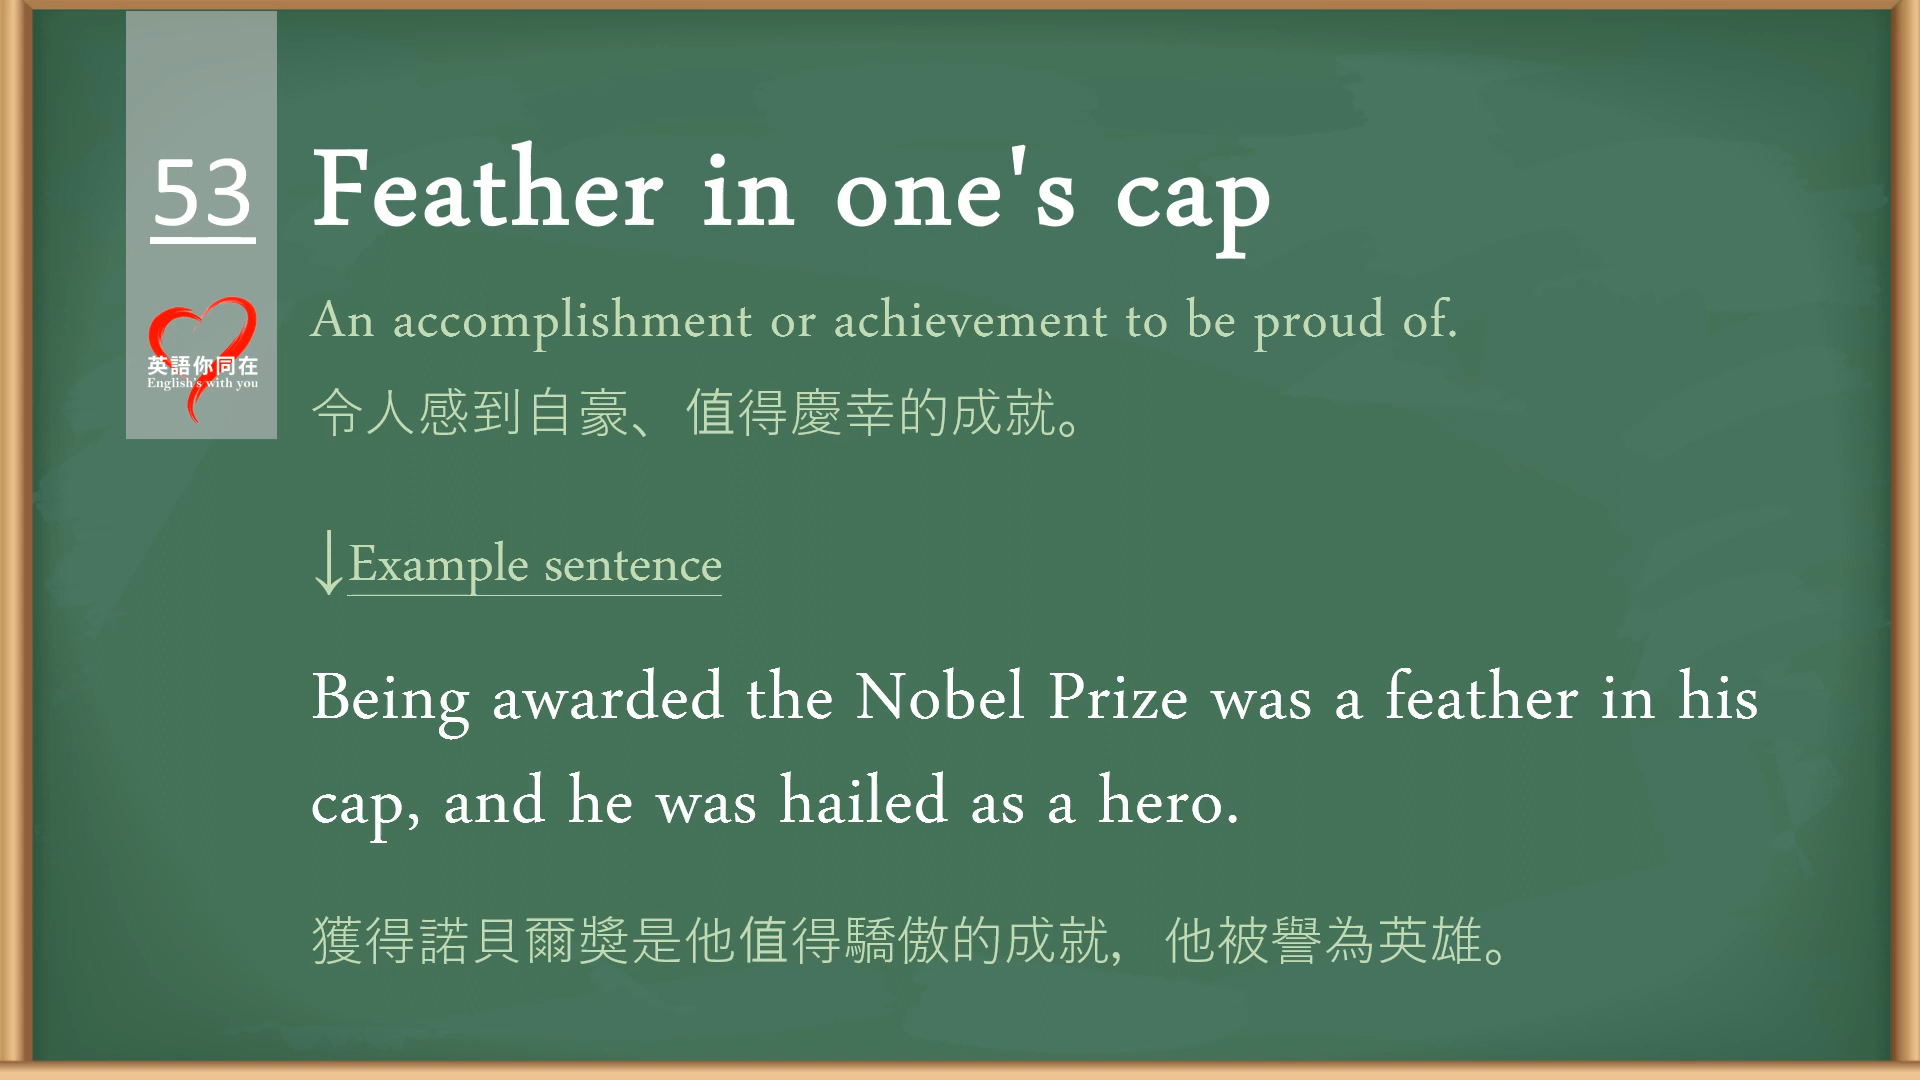 53
Feather in one's cap
英語你同在
English's with you
An accomplishment or achievement to be proud of.
令人感到自豪、值得慶幸的成就。
↓Example sentence
Being awarded the Nobel Prize was a feather in his
cap, and he was hailed as a hero.
獲得諾貝爾獎是他值得驕傲的成就，他被譽為英雄。